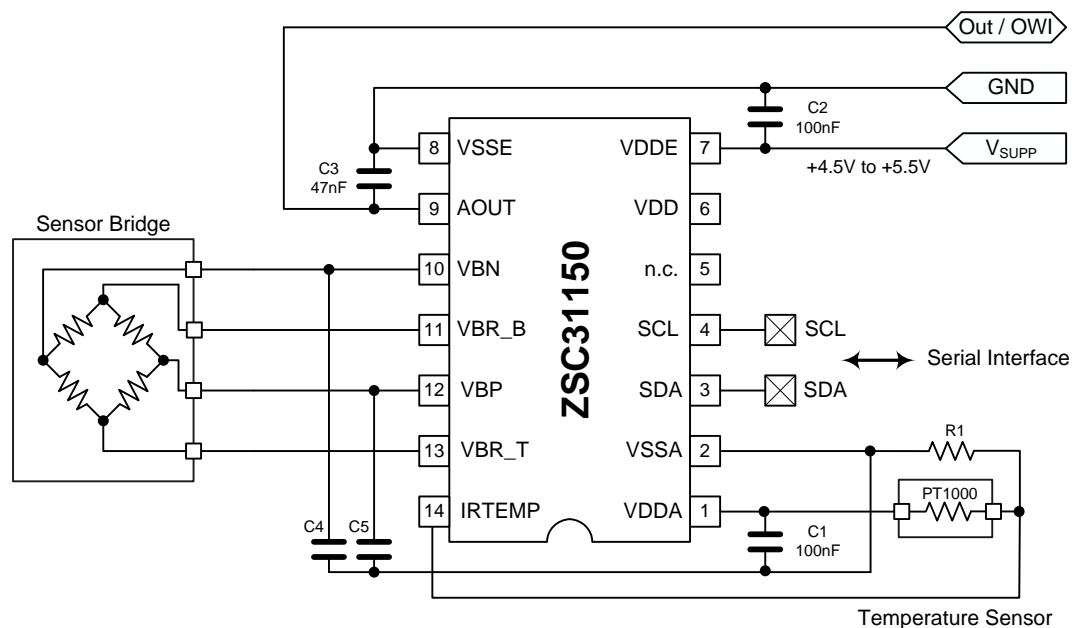 Out / OWI
GND
C2
100nF
V_SUPP
+4.5V to +5.5V
C3
47nF
8 VSSE
VDDE 7
9 AOUT
VDD 6
Sensor Bridge
10 VBN
n.c. 5
ZSC31150
11 VBR_B
SCL 4
SCL
Serial Interface
12 VBP
SDA 3
SDA
13 VBR_T
VSSA 2
R1
PT1000
14 IRTEMP
VDDA 1
C4
C5
C1
100nF
Temperature Sensor